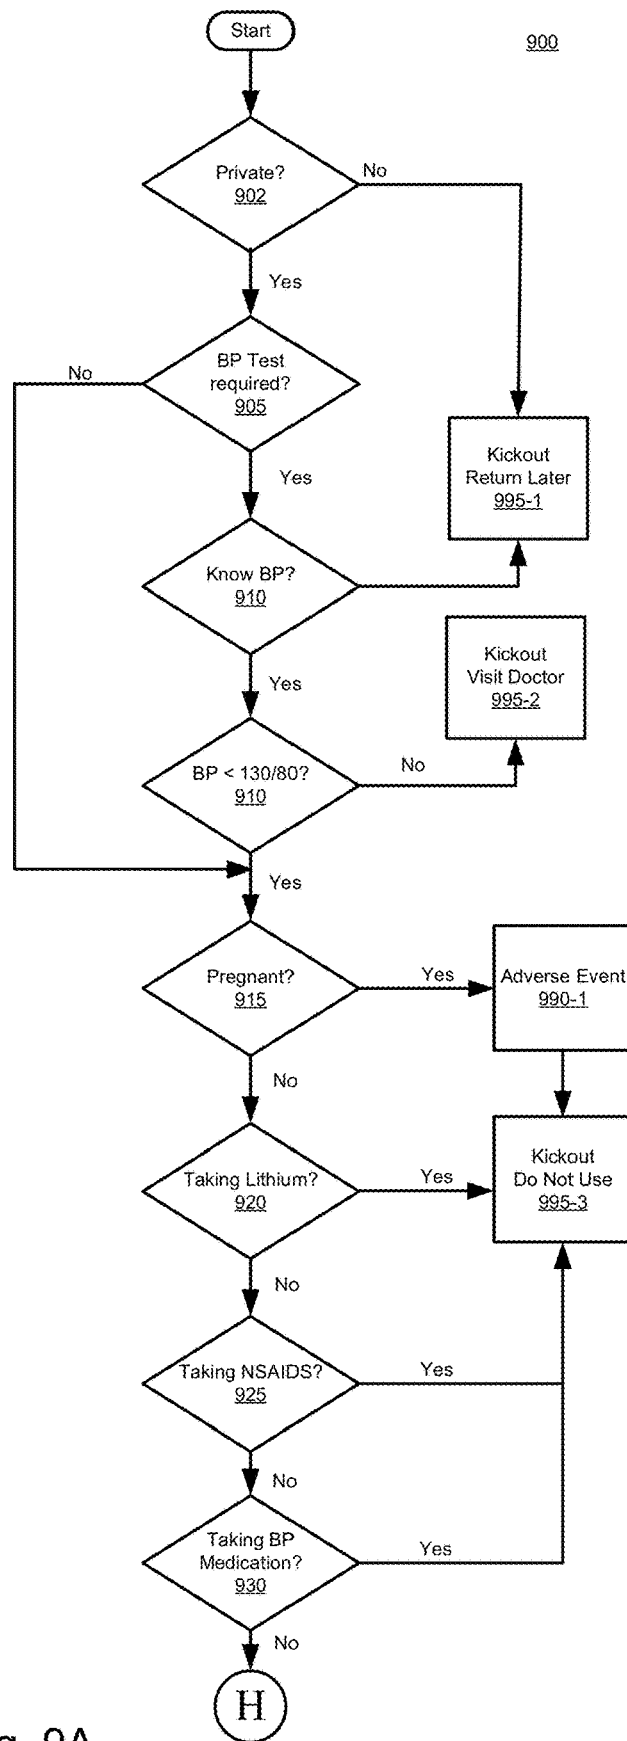 Start
900
Private?
902
No
Yes
BP Test
required?
905
No
Yes
Kickout
Return Later
995-1
Know BP?
910
Yes
Kickout
Visit Doctor
995-2
BP < 130/80?
910
No
Yes
Pregnant?
915
Yes
Adverse Event
990-1
No
Taking Lithium?
920
Yes
Kickout
Do Not Use
995-3
No
Taking NSAIDS?
925
Yes
No
Taking BP
Medication?
930
Yes
No
H
9A